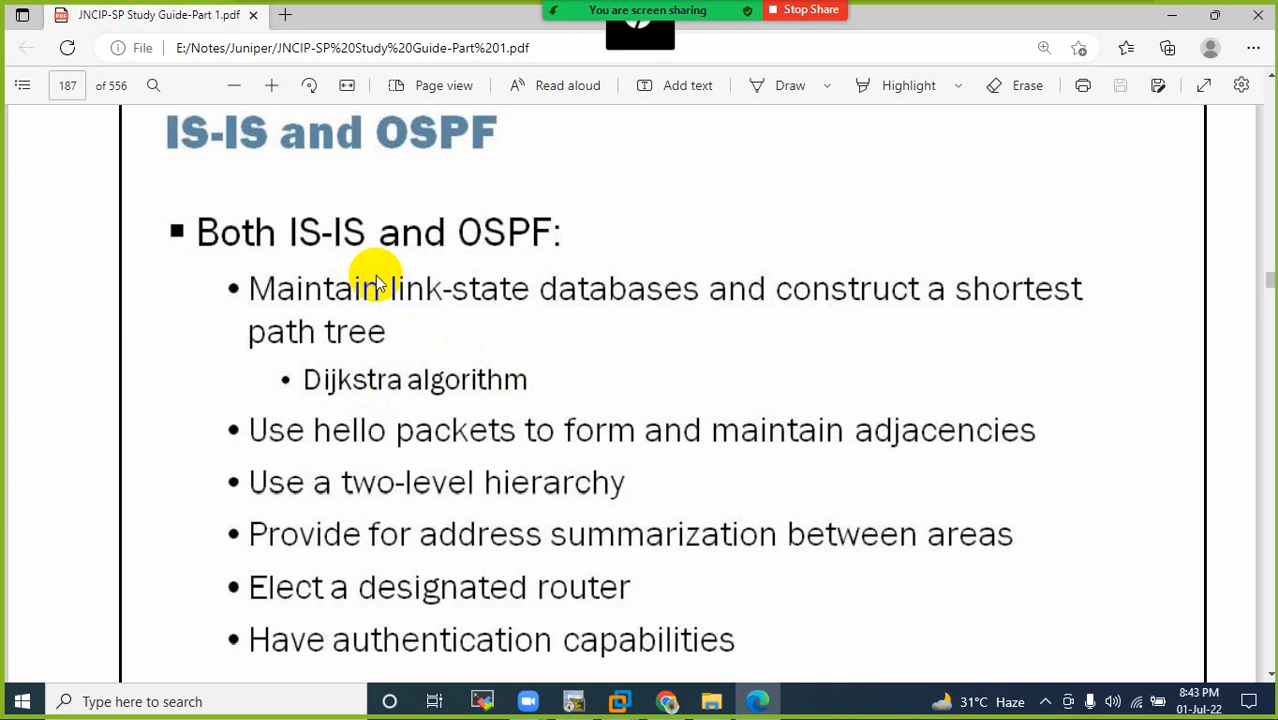 JNCIP-SP Study Guide-Part 1.pdf
You are screen sharing
Stop Share
File
E:/Notes/Juniper/JNCIP-SP%20Study%20Guide-Part%201.pdf
187 of 556
Page view
Read aloud
Add text
Draw
Highlight
Erase
IS-IS and OSPF
▪ Both IS-IS and OSPF:
• Maintain link-state databases and construct a shortest
path tree
• Dijkstra algorithm
• Use hello packets to form and maintain adjacencies
• Use a two-level hierarchy
• Provide for address summarization between areas
• Elect a designated router
• Have authentication capabilities
Type here to search
31°C Haze
8:43 PM
01-Jul-22